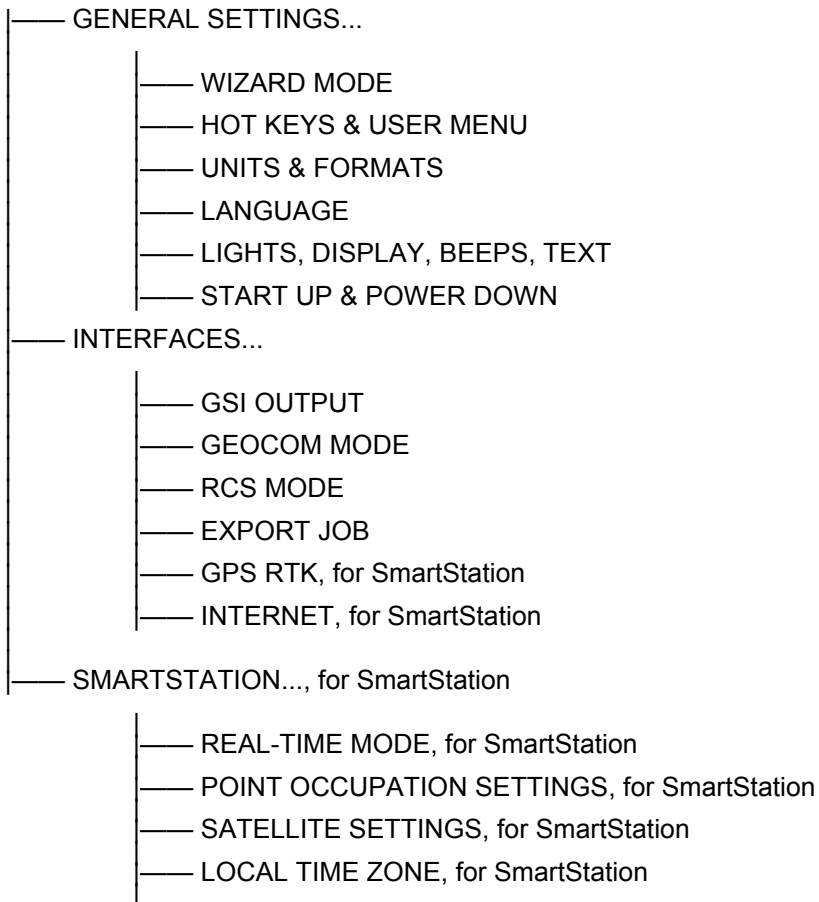 GENERAL SETTINGS...
WIZARD MODE
HOT KEYS & USER MENU
UNITS & FORMATS
LANGUAGE
LIGHTS, DISPLAY, BEEPS, TEXT
START UP & POWER DOWN
INTERFACES...
GSI OUTPUT
GEOCOM MODE
RCS MODE
EXPORT JOB
GPS RTK, for SmartStation
INTERNET, for SmartStation
SMARTSTATION..., for SmartStation
REAL-TIME MODE, for SmartStation
POINT OCCUPATION SETTINGS, for SmartStation
SATELLITE SETTINGS, for SmartStation
LOCAL TIME ZONE, for SmartStation